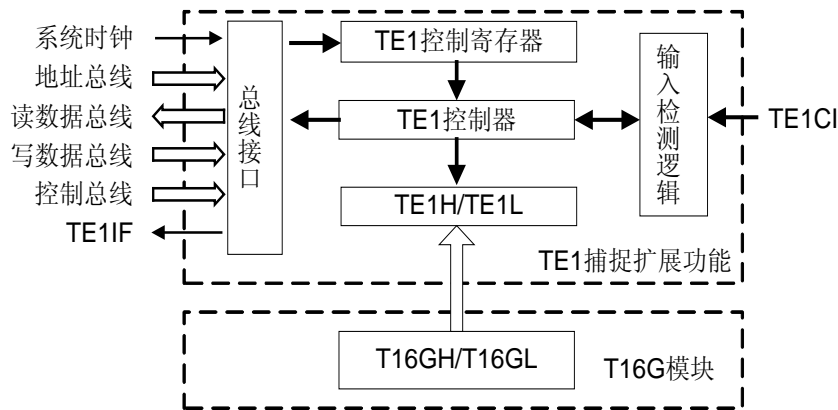 系统时钟
地址总线
读数据总线
写数据总线
控制总线
TE1IF
总线接口
TE1控制寄存器
TE1控制器
TE1H/TE1L
输入检测逻辑
TE1CI
TE1捕捉扩展功能
T16GH/T16GL
T16G模块